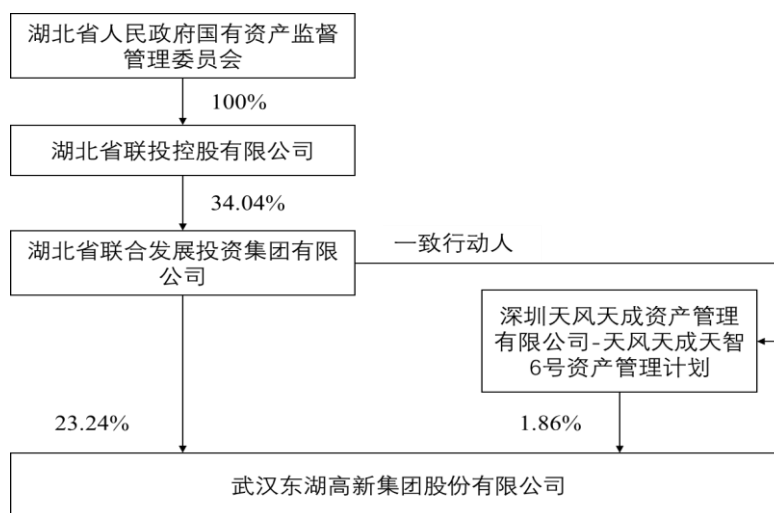 湖北省人民政府国有资产监督
管理委员会
100%
湖北省联投控股有限公司
34.04%
湖北省联合发展投资集团有限
公司
一致行动人
深圳天风天成资产管理
有限公司-天风天成天智
6号资产管理计划
23.24%
1.86%
武汉东湖高新集团股份有限公司